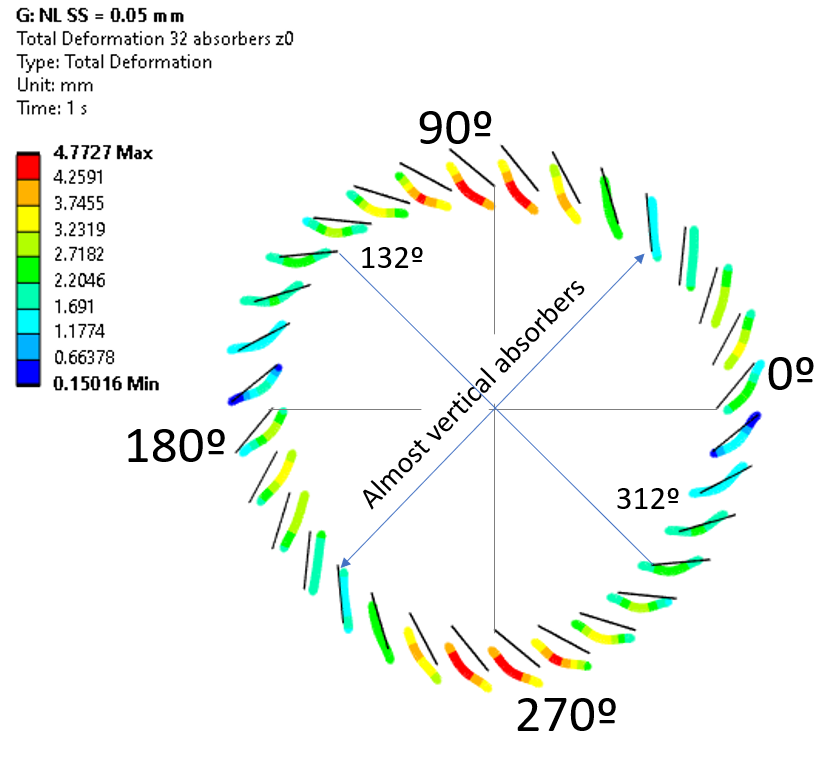 G: NL SS = 0.05 mm
Total Deformation 32 absorbers z0
Type: Total Deformation
Unit: mm
Time: 1 s
4.7727 Max
4.2591
3.7455
3.2319
2.7182
2.2046
1.691
1.1774
0.66378
0.15016 Min
90º
132º
Almost vertical absorbers
0º
180º
312º
270º